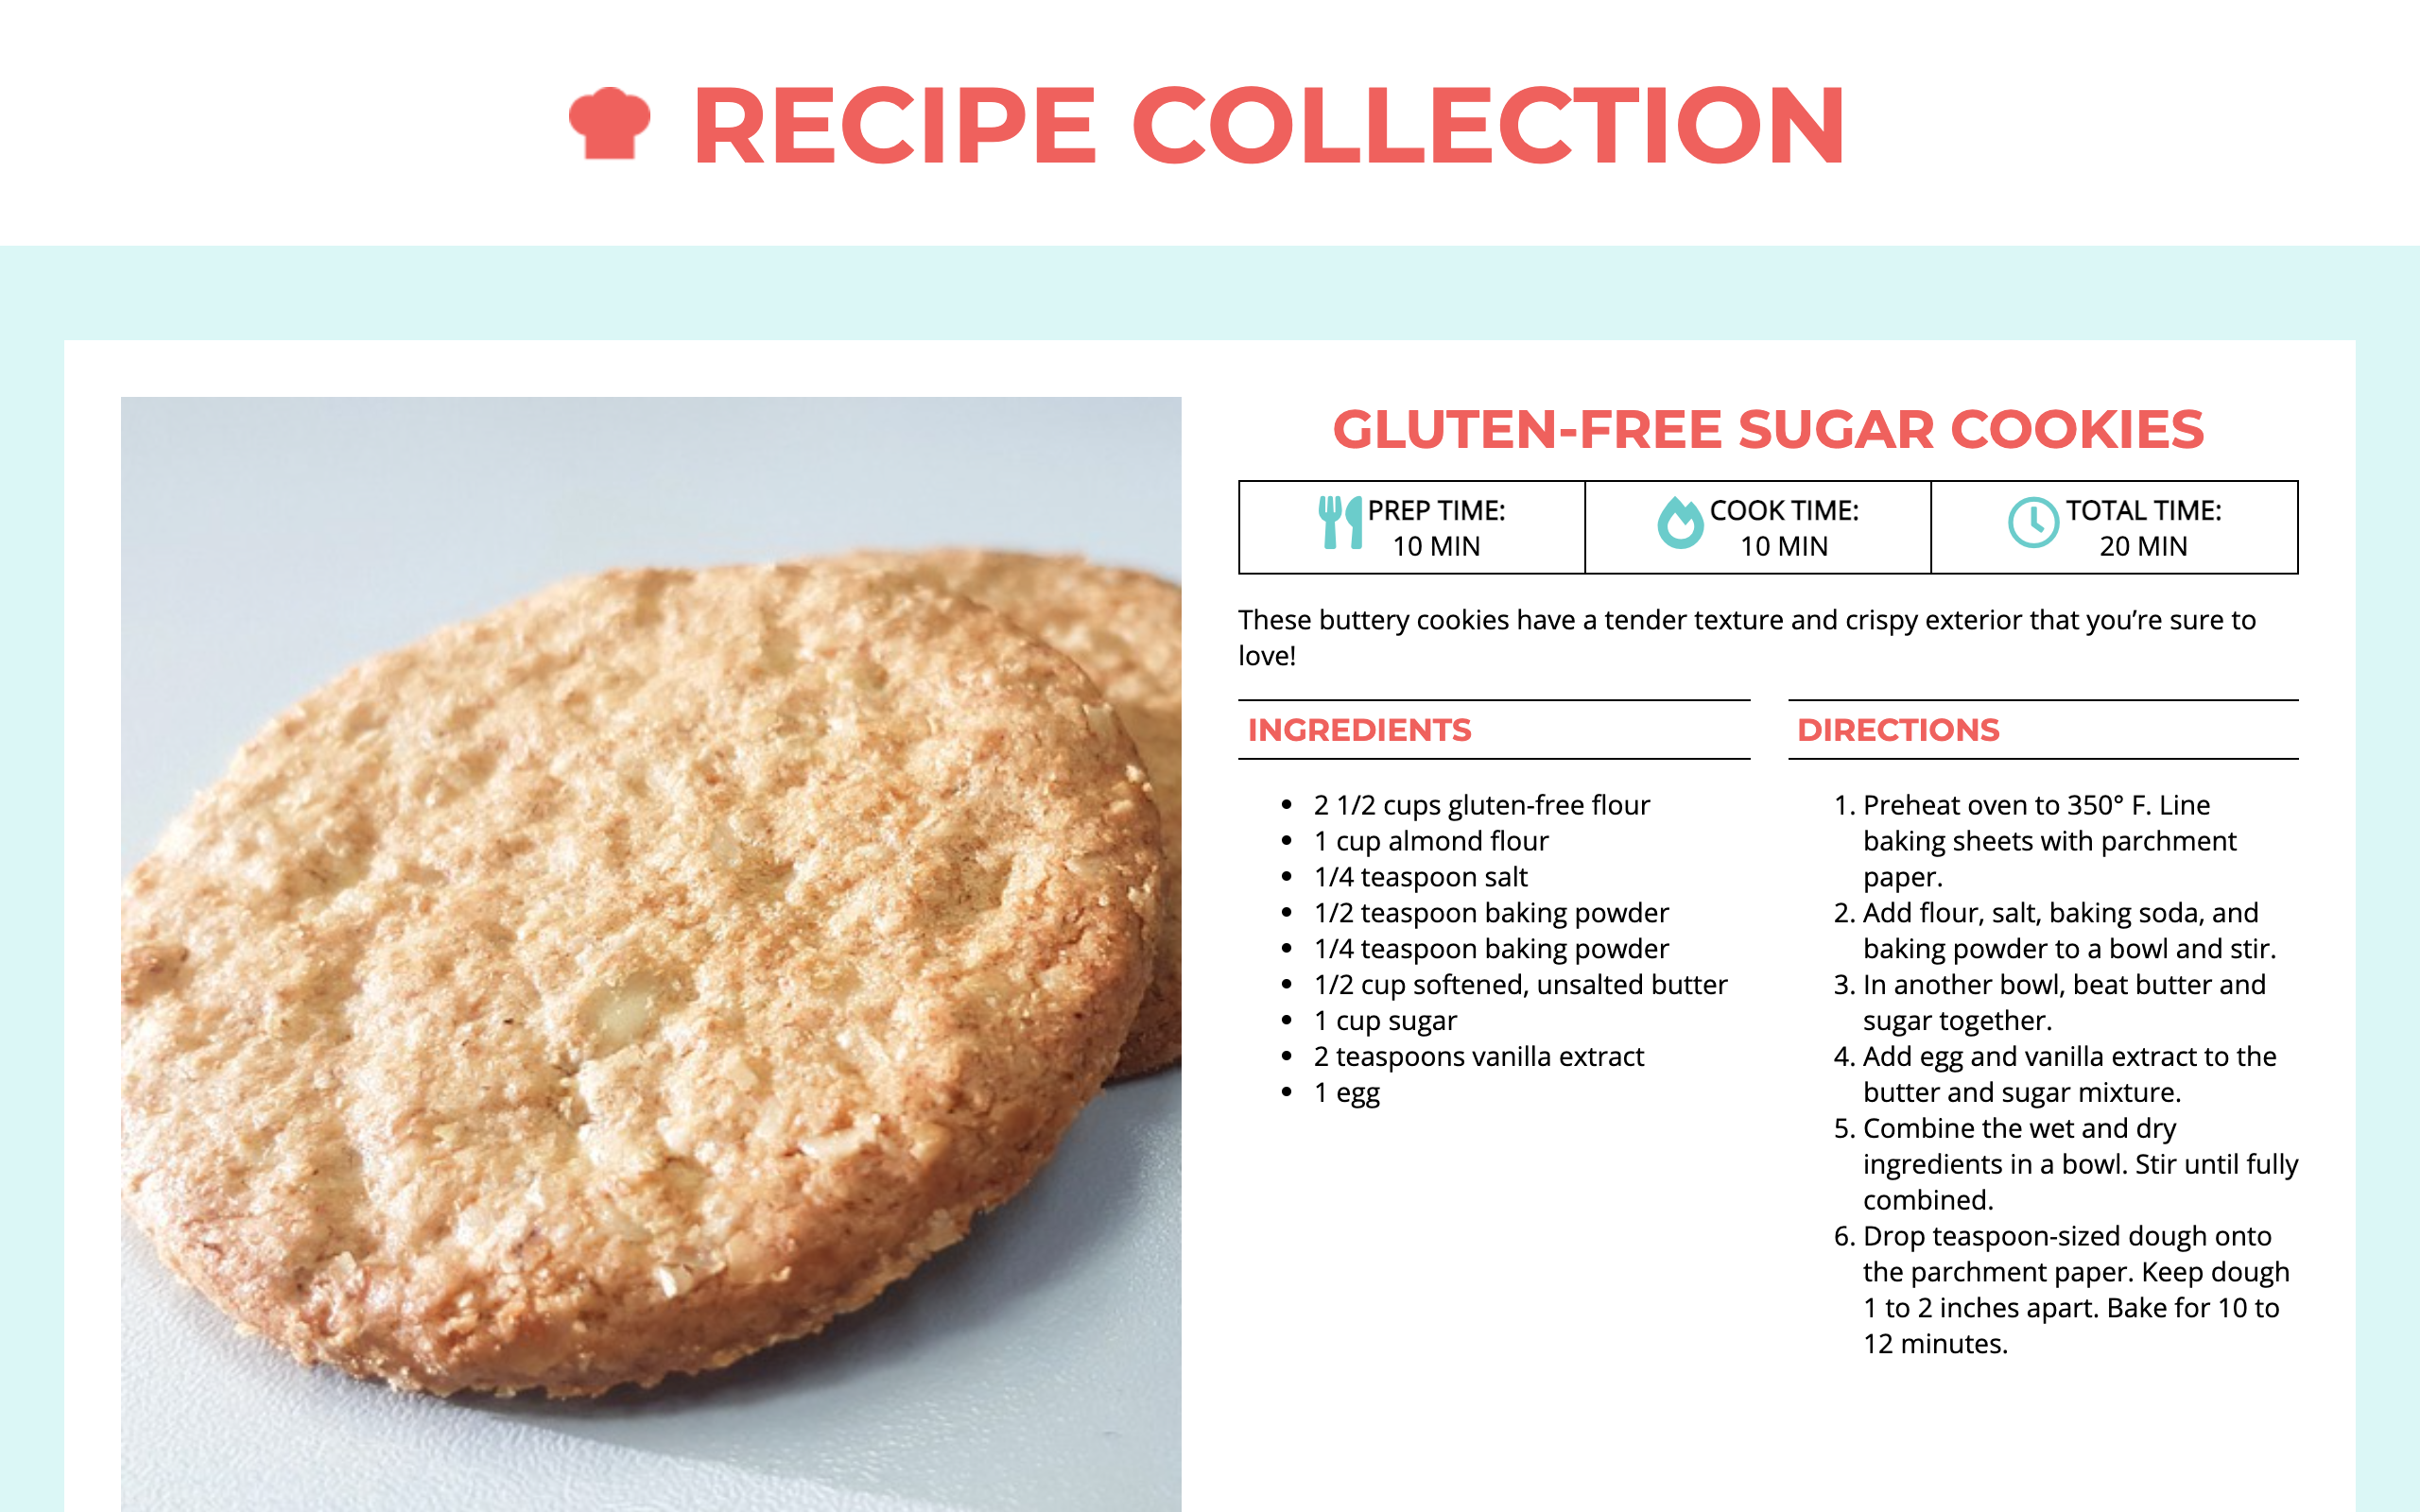 RECIPE COLLECTION
GLUTEN-FREE SUGAR COOKIES
PREP TIME:
10 MIN
COOK TIME:
10 MIN
TOTAL TIME:
20 MIN
These buttery cookies have a tender texture and crispy exterior that you’re sure to
love!
INGREDIENTS
• 2 1/2 cups gluten-free flour
• 1 cup almond flour
• 1/4 teaspoon salt
• 1/2 teaspoon baking powder
• 1/4 teaspoon baking powder
• 1/2 cup softened, unsalted butter
• 1 cup sugar
• 2 teaspoons vanilla extract
• 1 egg
DIRECTIONS
1. Preheat oven to 350° F. Line
baking sheets with parchment
paper.
2. Add flour, salt, baking soda, and
baking powder to a bowl and stir.
3. In another bowl, beat butter and
sugar together.
4. Add egg and vanilla extract to the
butter and sugar mixture.
5. Combine the wet and dry
ingredients in a bowl. Stir until fully
combined.
6. Drop teaspoon-sized dough onto
the parchment paper. Keep dough
1 to 2 inches apart. Bake for 10 to
12 minutes.